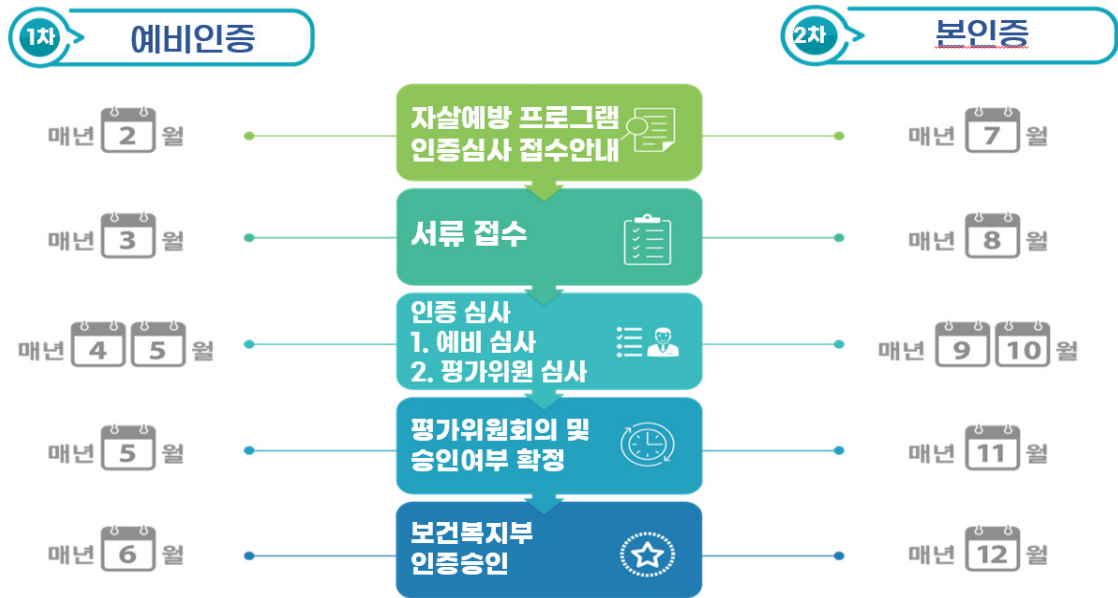 1차 예비인증
2차 본인증
매년 2 월
자살예방 프로그램
인증심사 접수안내
매년 7 월
매년 3 월
서류 접수
매년 8 월
매년 4 5 월
인증 심사
1. 예비 심사
2. 평가위원 심사
매년 9 10 월
매년 5 월
평가위원회의 및
승인여부 확정
매년 11 월
매년 6 월
보건복지부
인증승인
매년 12 월